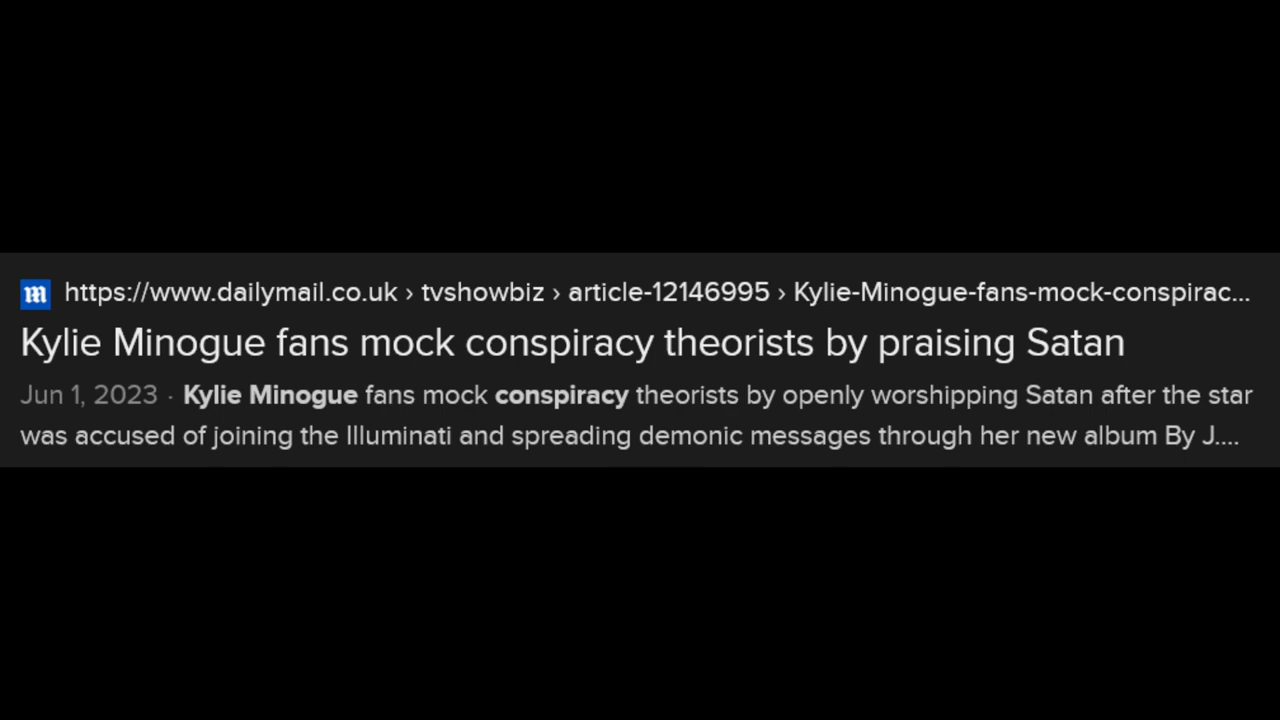 m https://www.dailymail.co.uk › tvshowbiz › article-12146995 › Kylie-Minogue-fans-mock-conspirac...
Kylie Minogue fans mock conspiracy theorists by praising Satan
Jun 1, 2023 · Kylie Minogue fans mock conspiracy theorists by openly worshipping Satan after the star
was accused of joining the Illuminati and spreading demonic messages through her new album By J....